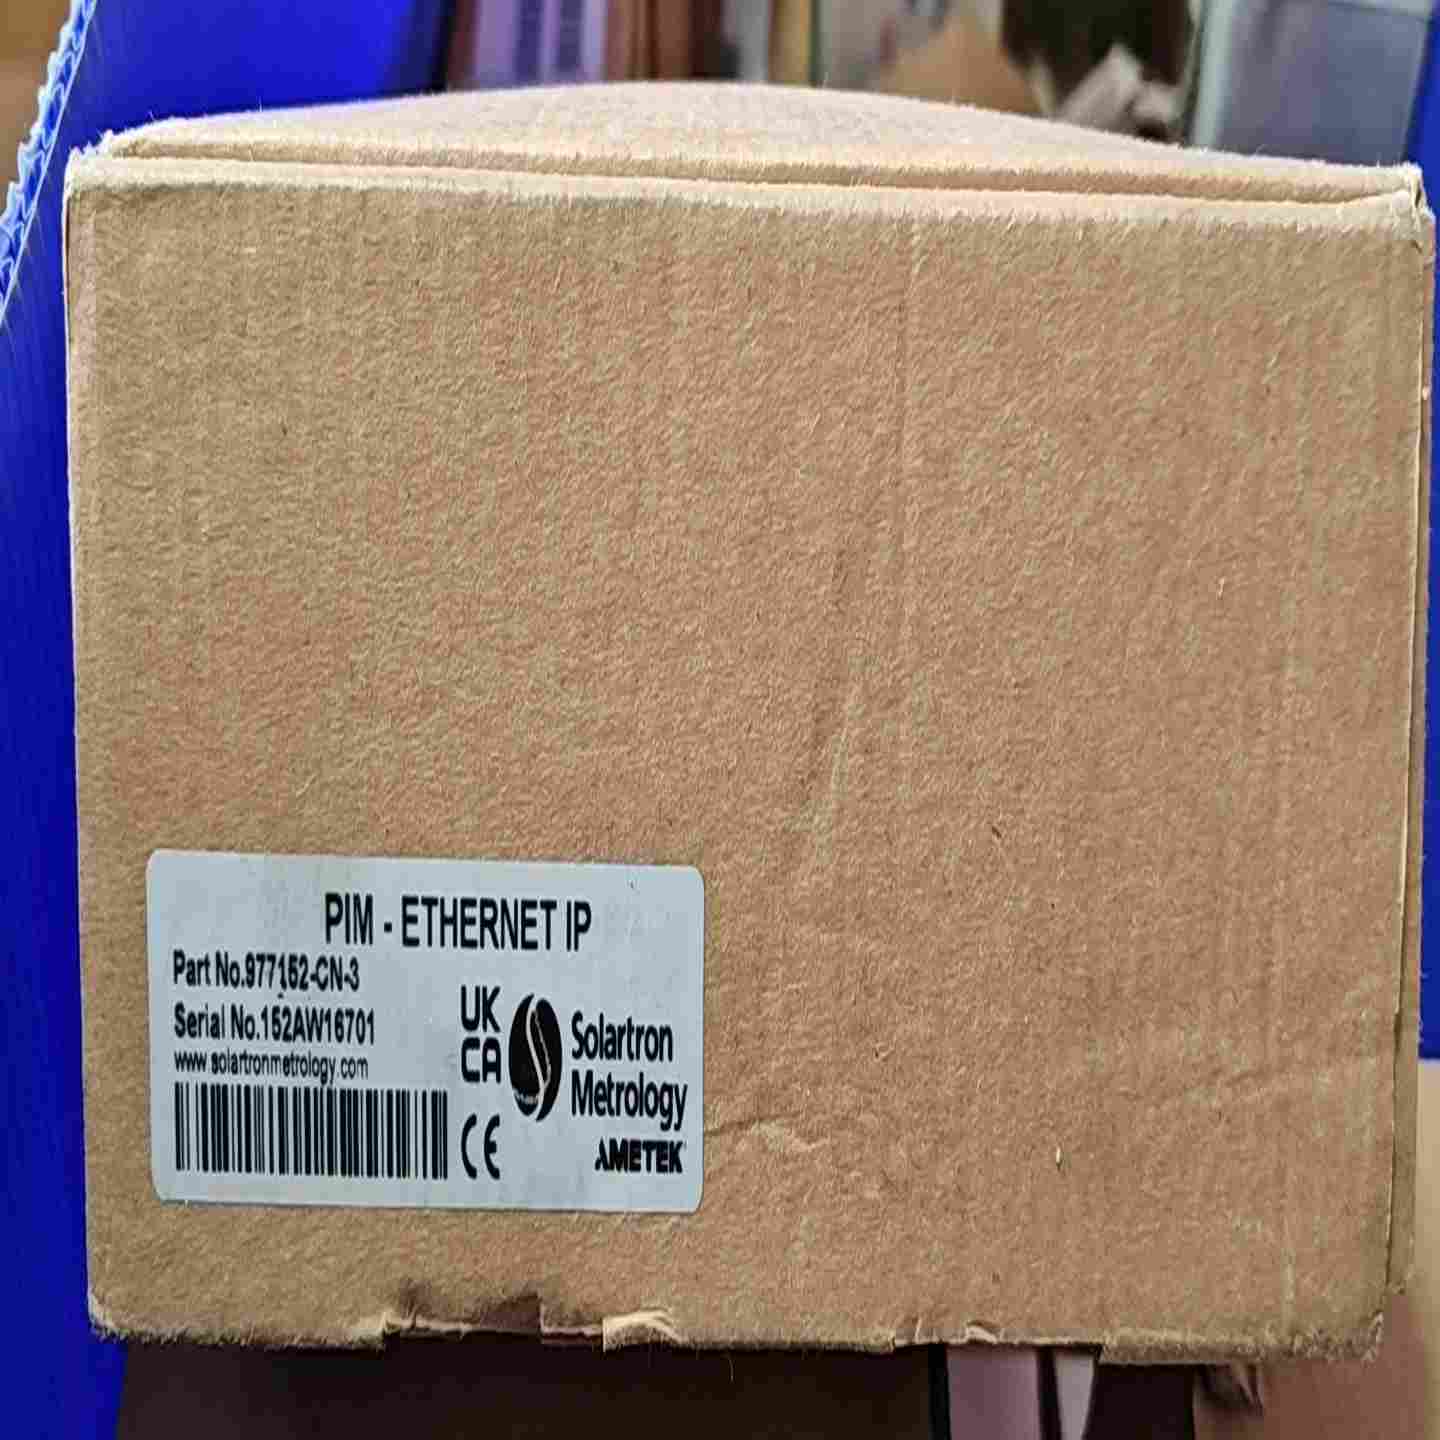 PIM - ETHERNET IP
Part No.977152-CN-3
Serial No.152AW16701
www.solartronmetrology.com
UK
CA
CE
Solartron
Metrology
AMETEK